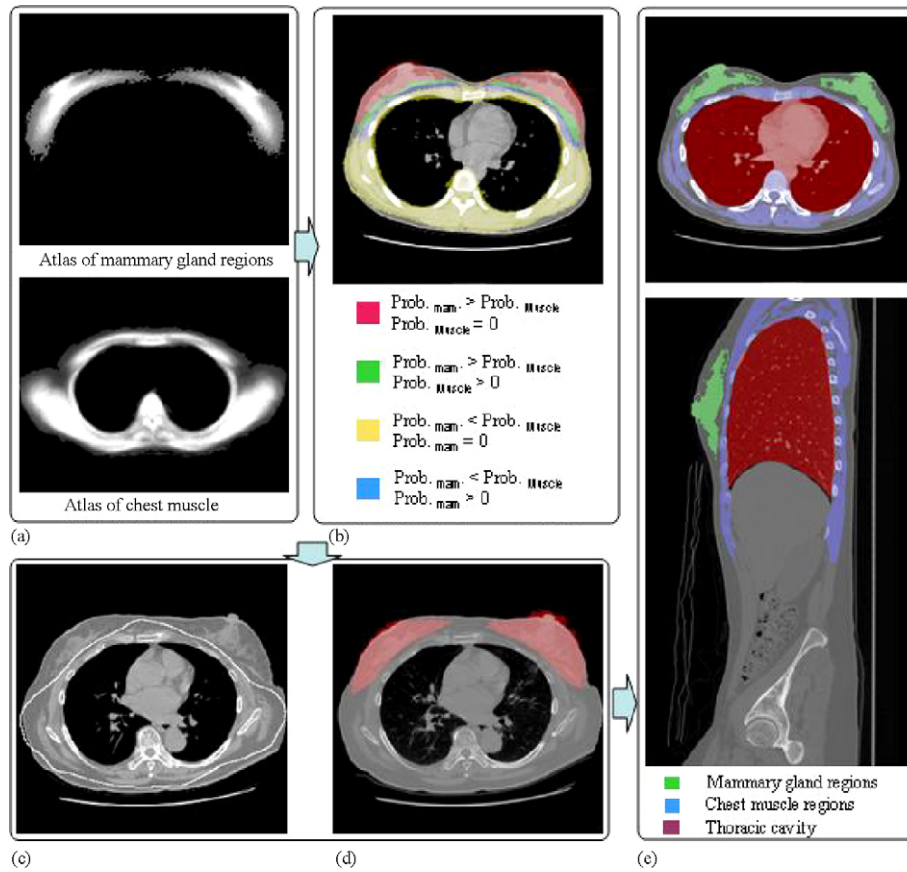 Atlas of mammary gland regions
Atlas of chest muscle
(a)
Prob. mam. > Prob. Muscle
Prob. Muscle = 0
Prob. mam. > Prob. Muscle
Prob. Muscle > 0
Prob. mam. < Prob. Muscle
Prob. mam = 0
Prob. mam. < Prob. Muscle
Prob. mam > 0
(b)
(c)
(d)
Mammary gland regions
Chest muscle regions
Thoracic cavity
(e)